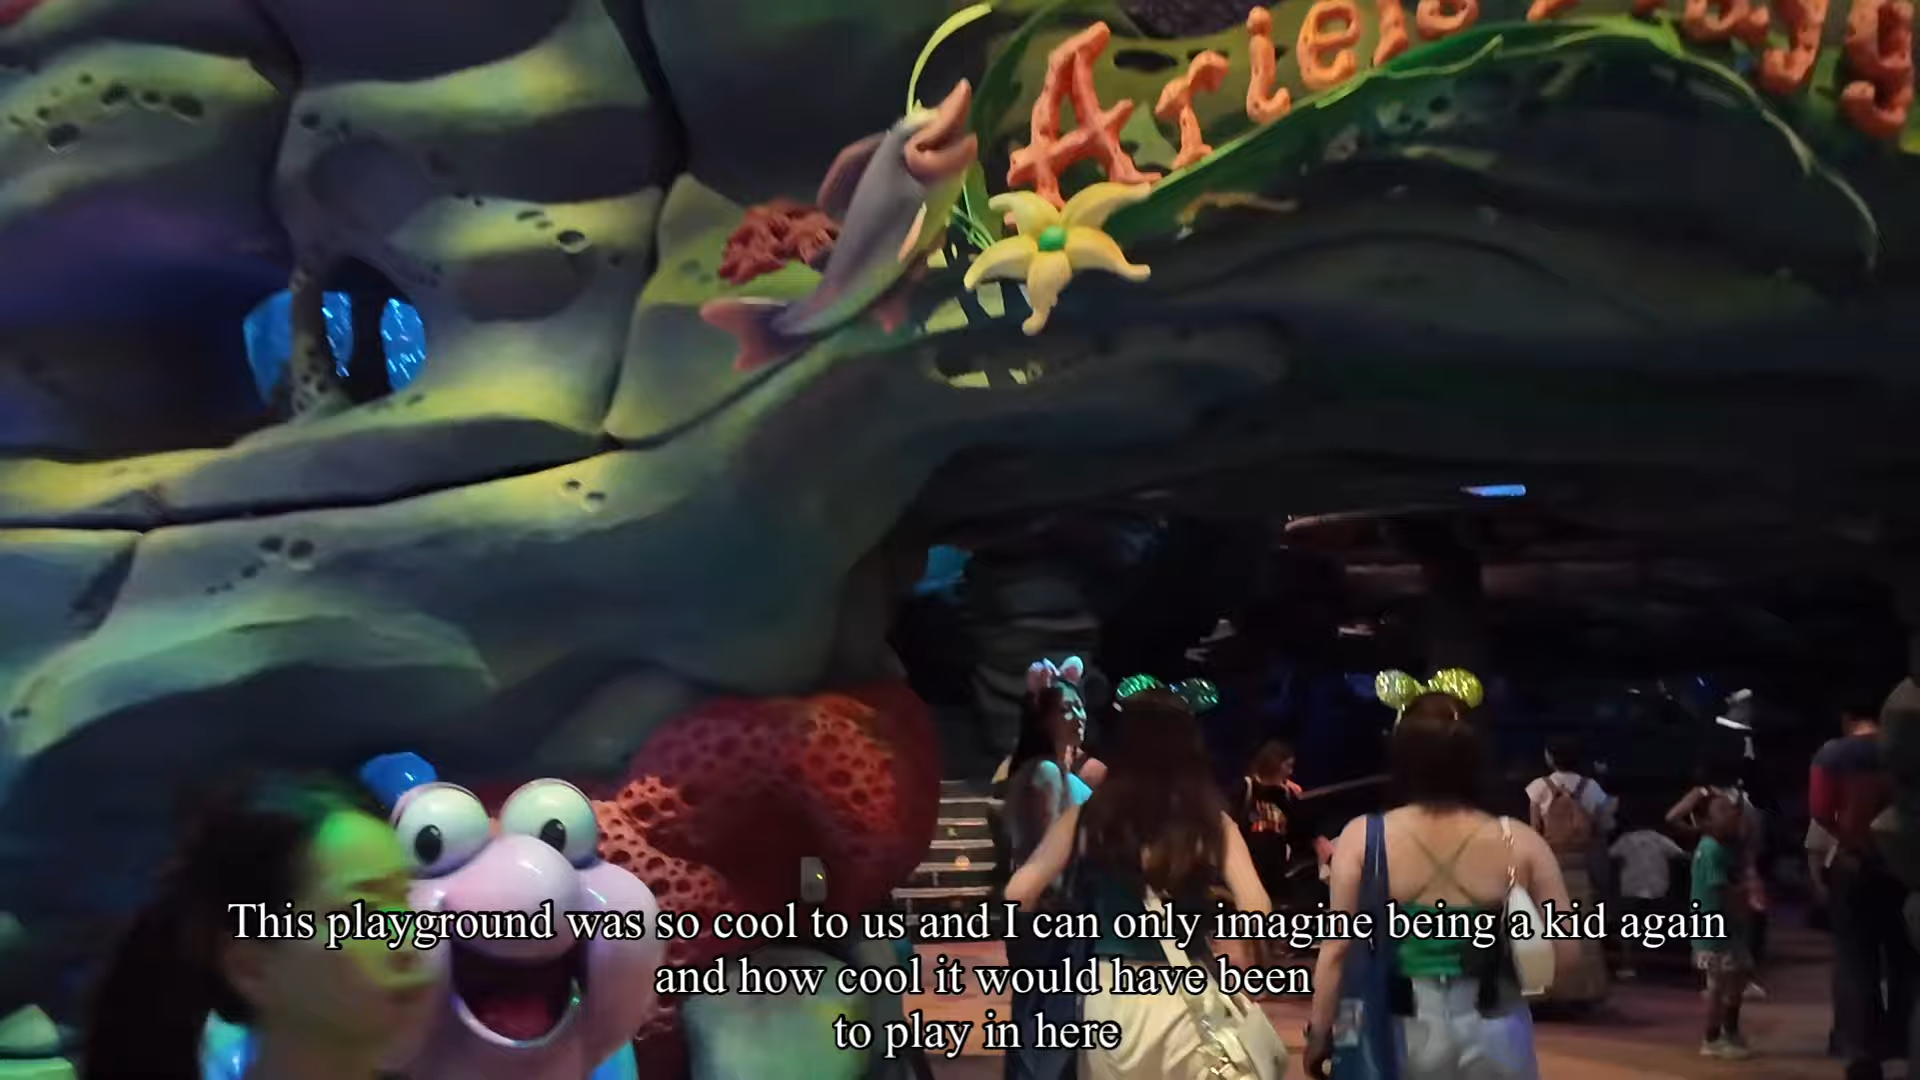 Ariel's
This playground was so cool to us and I can only imagine being a kid again
and how cool it would have been
to play in here